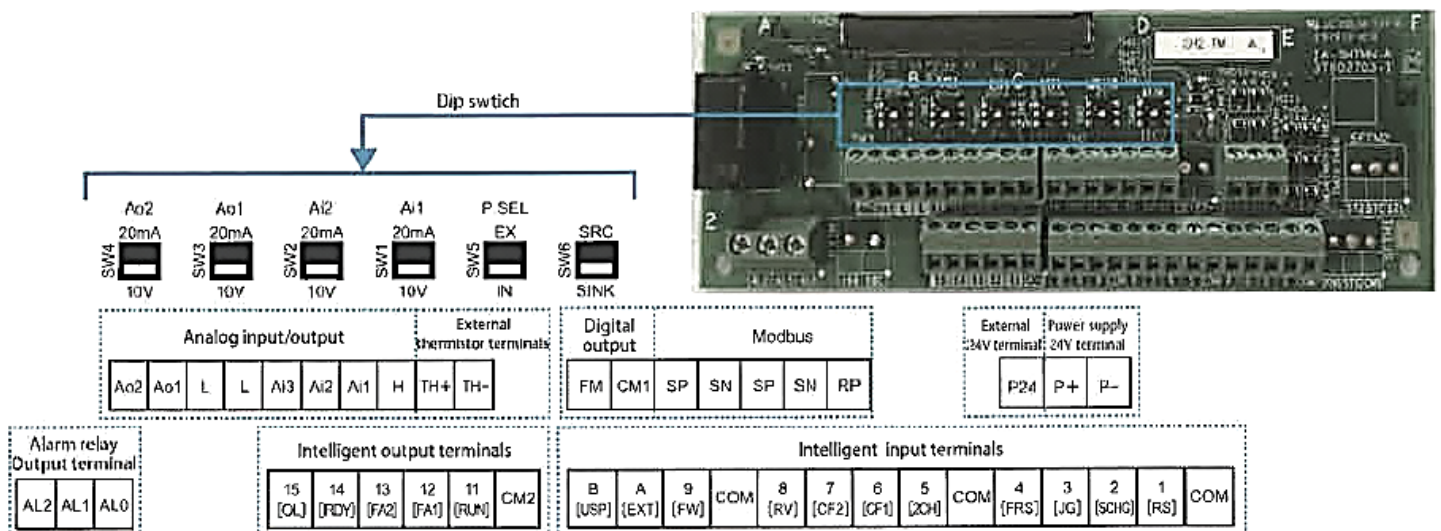 A
D
E
F
B
C
2
Dip swtich
Ao2 Ao1 Ai2 Ai1 P.SEL
20mA 20mA 20mA 20mA EX SRC
SW4 SW3 SW2 SW1 SW5 SW6
10V 10V 10V 10V IN SINK
Analog input/output
External
thermistor terminals
Ao2 Ao1 L L Ai3 Ai2 Ai1 H TH+ TH-
Digital
output
Modbus
FM CM1 SP SN SP SN RP
External
24V terminal
Power supply
24V terminal
P24 P+ P-
Alarm relay
Output terminal
AL2 AL1 AL0
Intelligent output terminals
15 14 13 12 11 CM2
[OL] [RDY] [FA2] [FA1] [RUN]
Intelligent input terminals
B A 9 COM 8 7 6 5 COM 4 3 2 1 COM
[USP] [EXT] [FW] [RV] [CF2] [CF1] [2CH] [FRS] [JG] [SCHG] [RS]